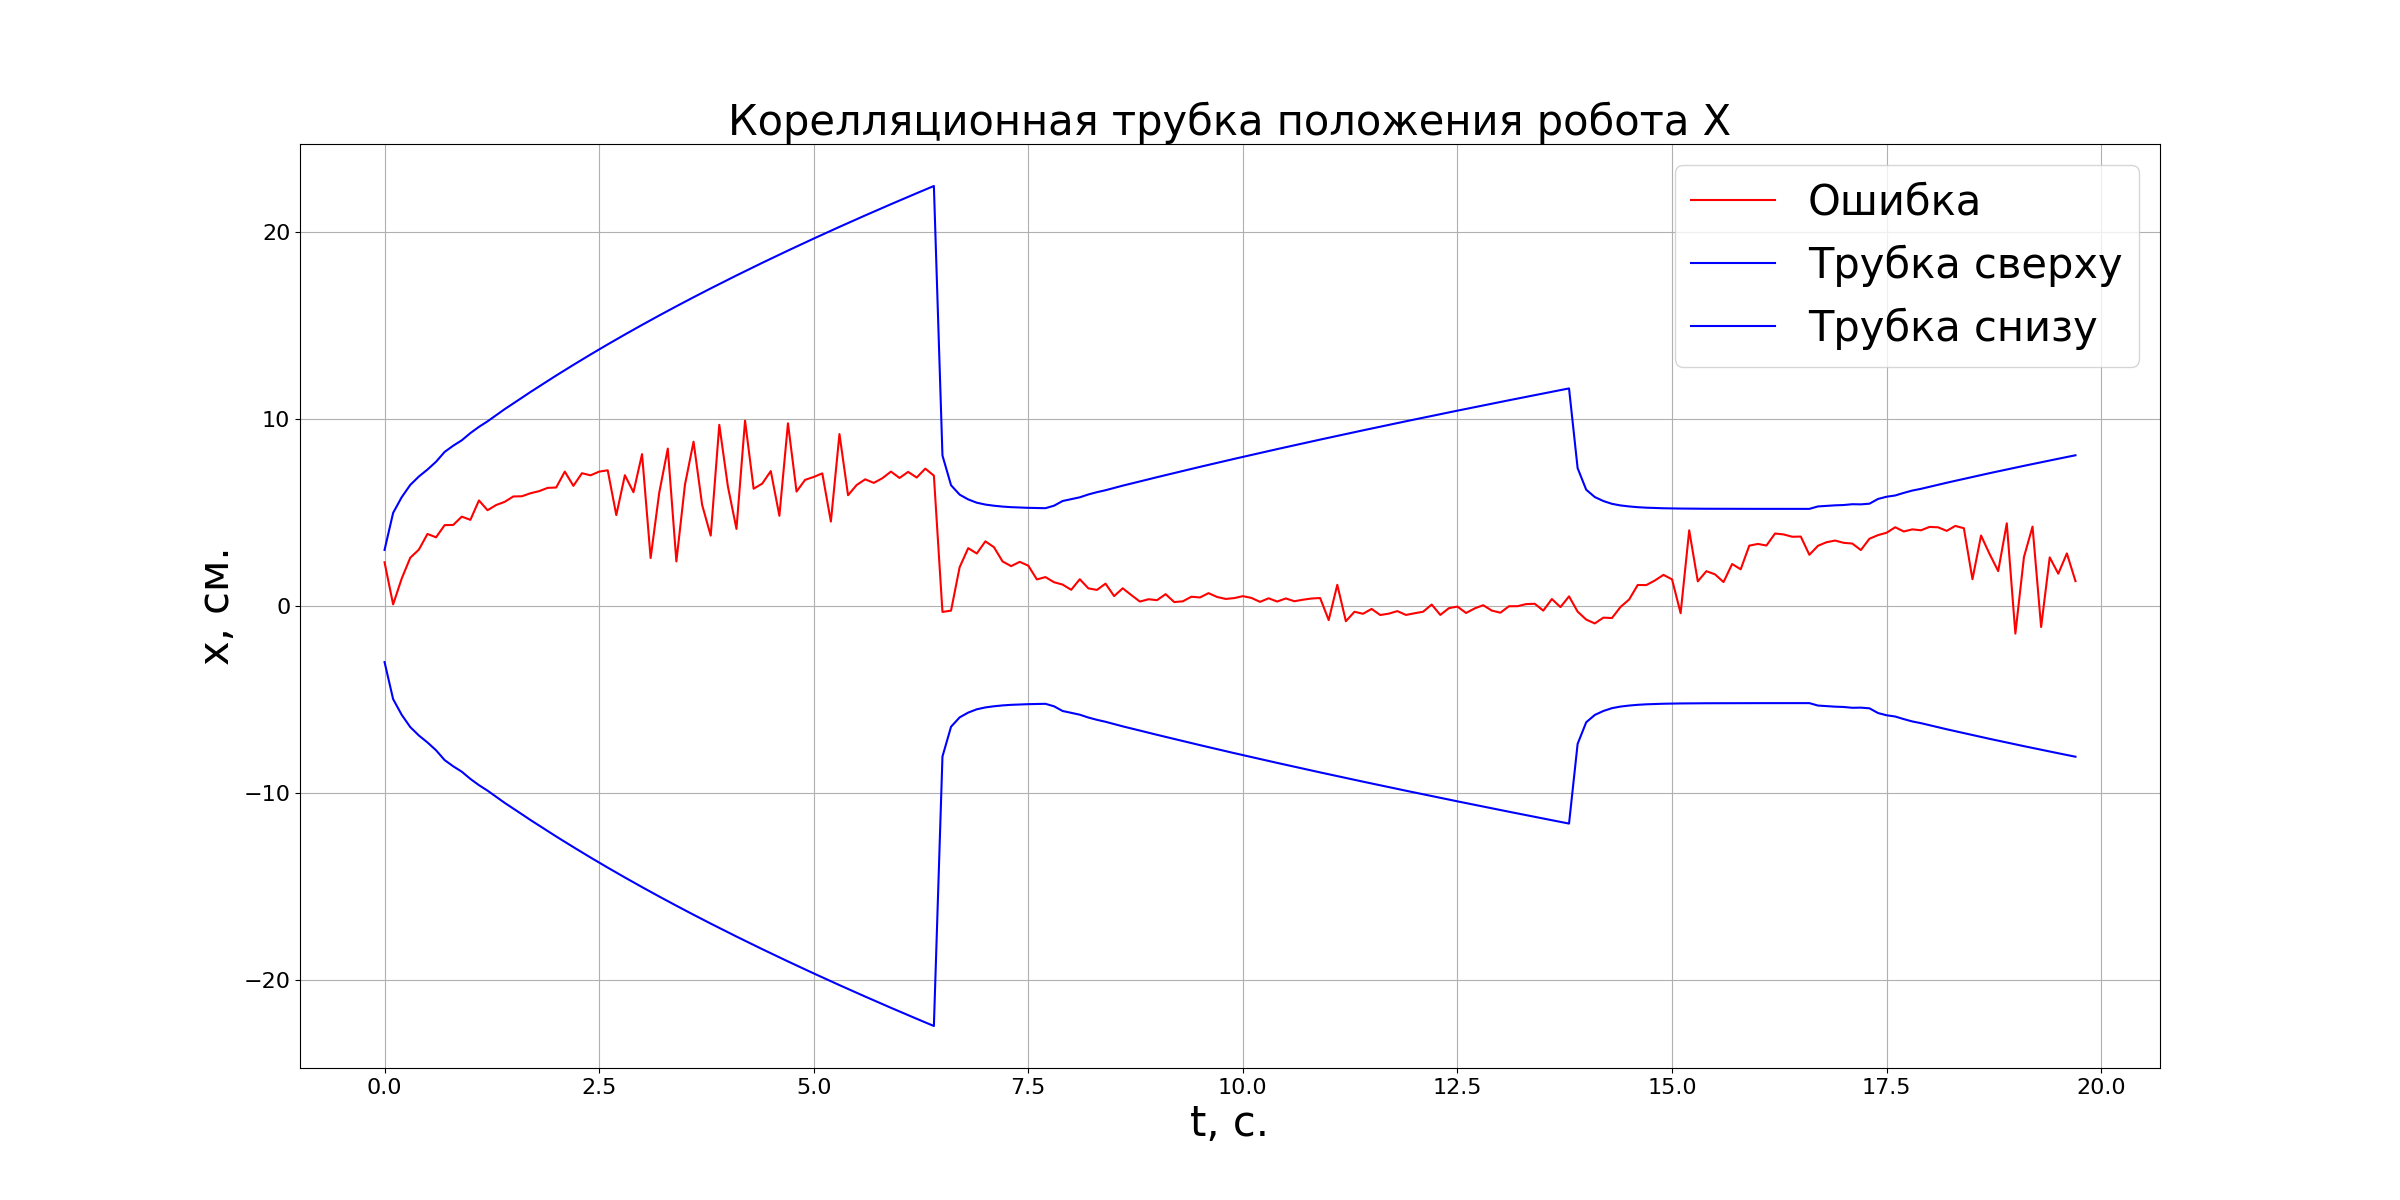 Корелляционная трубка положения робота X
Ошибка
Трубка сверху
Трубка снизу
20
10
0
−10
−20
x, см.
0.0 2.5 5.0 7.5 10.0 12.5 15.0 17.5 20.0
t, с.